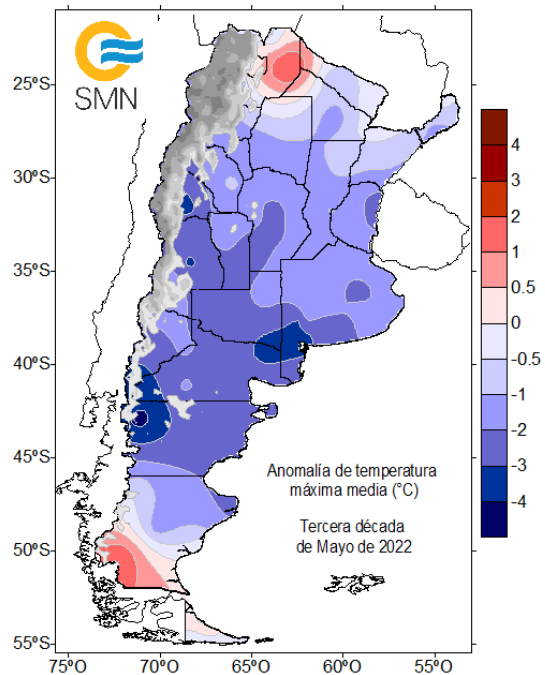 SMN
25ºS
30ºS
35ºS
40ºS
45ºS
50ºS
55ºS
75ºO
70ºO
65ºO
60ºO
55ºO
4
3
2
1
0.5
0
-0.5
-1
-2
-3
-4
Anomalía de temperatura
máxima media (°C)
Tercera década
de Mayo de 2022